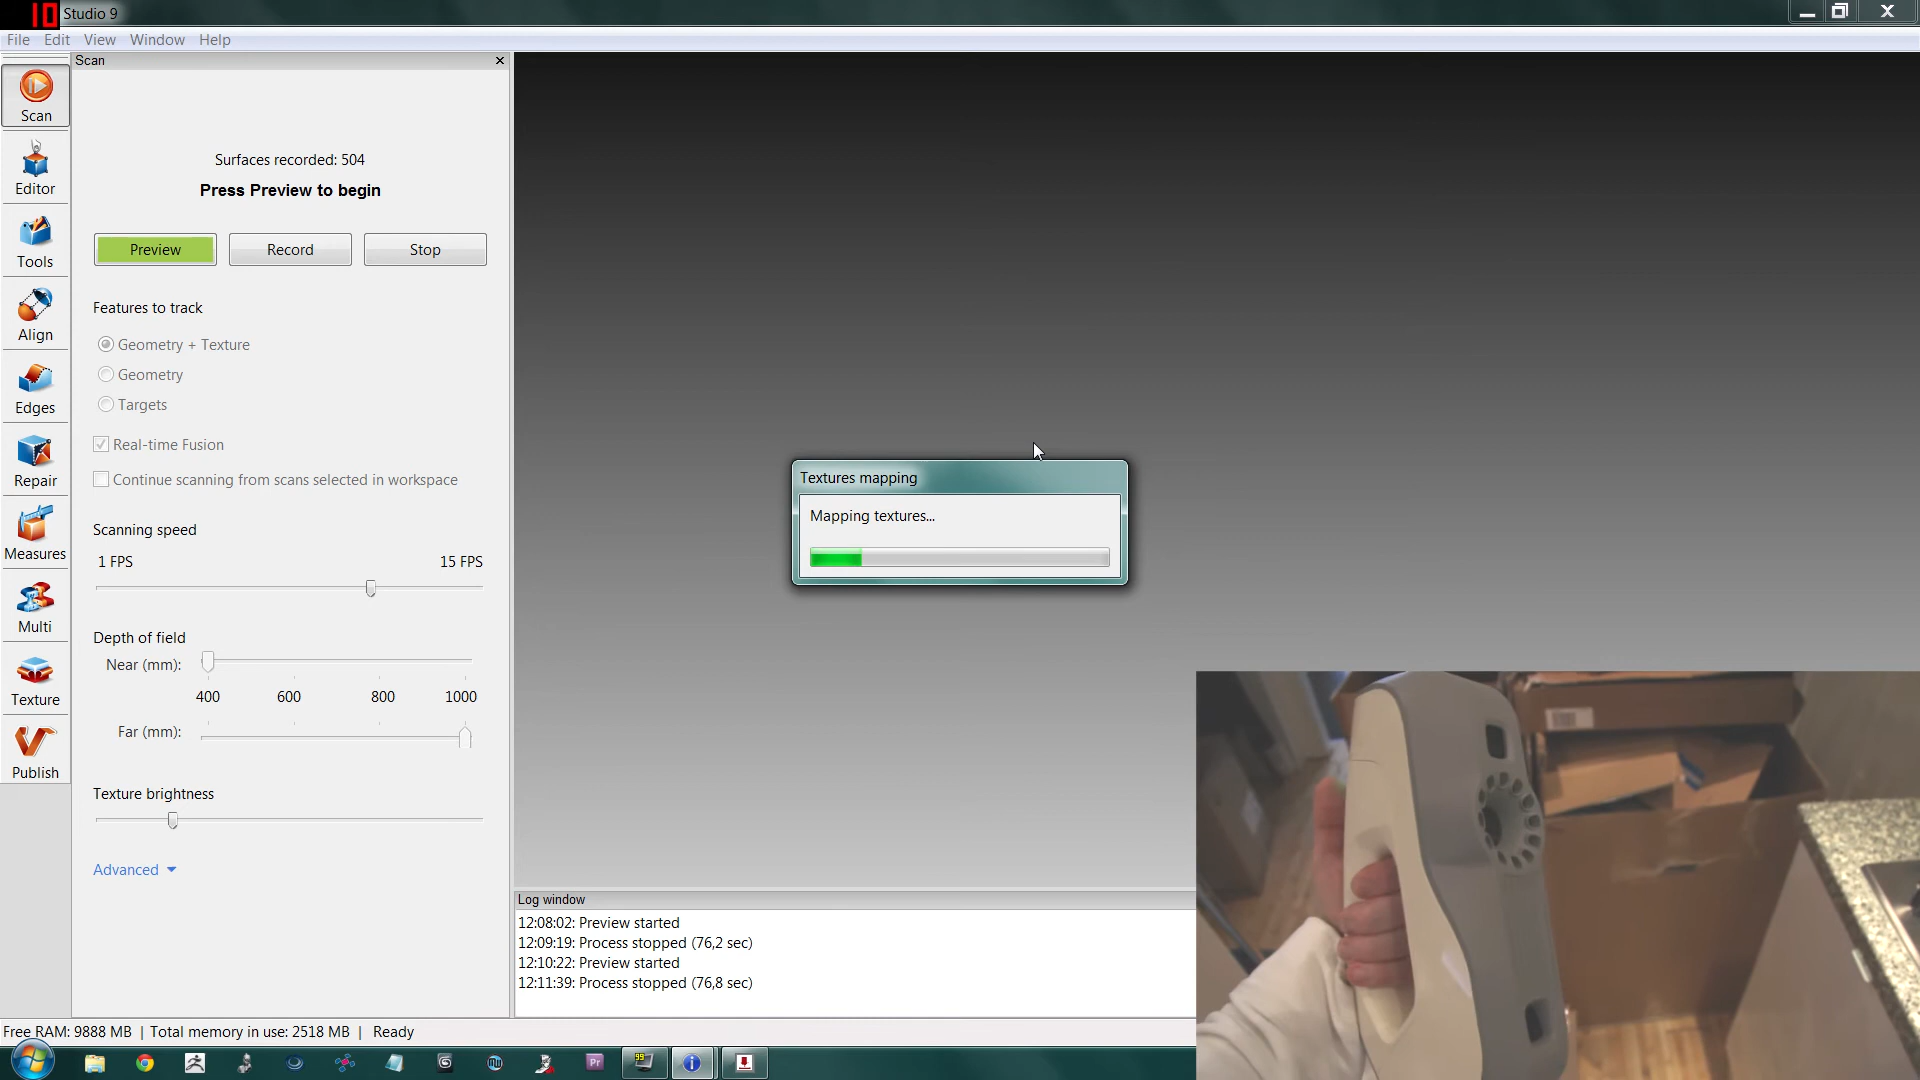 10 Studio 9
File Edit View Window Help
Scan
Scan
Editor
Tools
Align
Edges
Repair
Measures
Multi
Texture
Publish
Surfaces recorded: 504
Press Preview to begin
Preview Record Stop
Features to track
Geometry + Texture
Geometry
Targets
Real-time Fusion
Continue scanning from scans selected in workspace
Scanning speed
1 FPS 15 FPS
Depth of field
Near (mm):
400 600 800 1000
Far (mm):
Texture brightness
Advanced
Textures mapping
Mapping textures...
Log window
12:08:02: Preview started
12:09:19: Process stopped (76,2 sec)
12:10:22: Preview started
12:11:39: Process stopped (76,8 sec)
Free RAM: 9888 MB | Total memory in use: 2518 MB | Ready
Pr
99